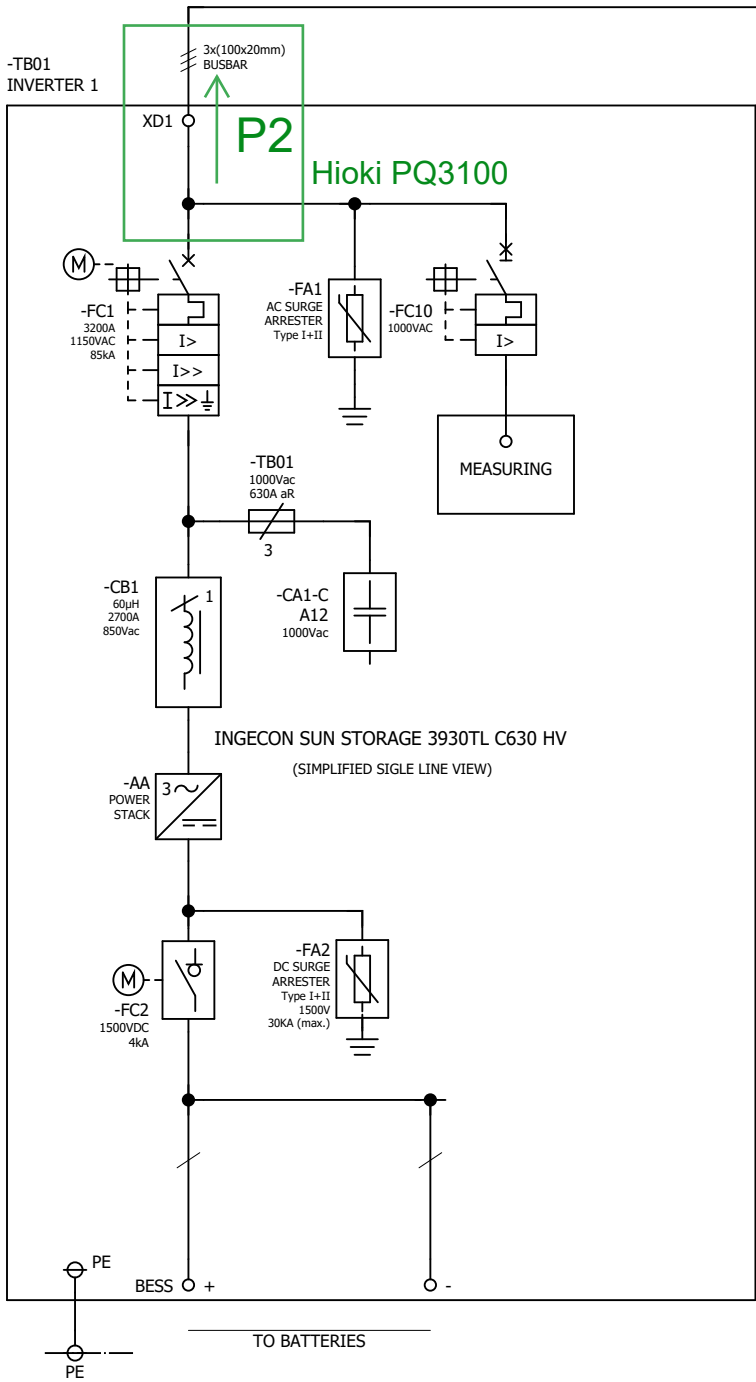 3x(100x20mm)
BUSBAR
-TB01
INVERTER 1
XD1
P2
Hioki PQ3100
M
-FC1
3200A
1150VAC
85kA
I>
I>>
I>>
-FA1
AC SURGE
ARRESTER
Type I+II
-FC10
1000VAC
I>
MEASURING
-TB01
1000Vac
630A aR
3
-CB1
60µH
2700A
850Vac
1
-CA1-C
A12
1000Vac
INGECON SUN STORAGE 3930TL C630 HV
(SIMPLIFIED SIGLE LINE VIEW)
-AA
POWER
STACK
3
M
-FC2
1500VDC
4kA
-FA2
DC SURGE
ARRESTER
Type I+II
1500V
30KA (max.)
PE
BESS + -
TO BATTERIES
PE